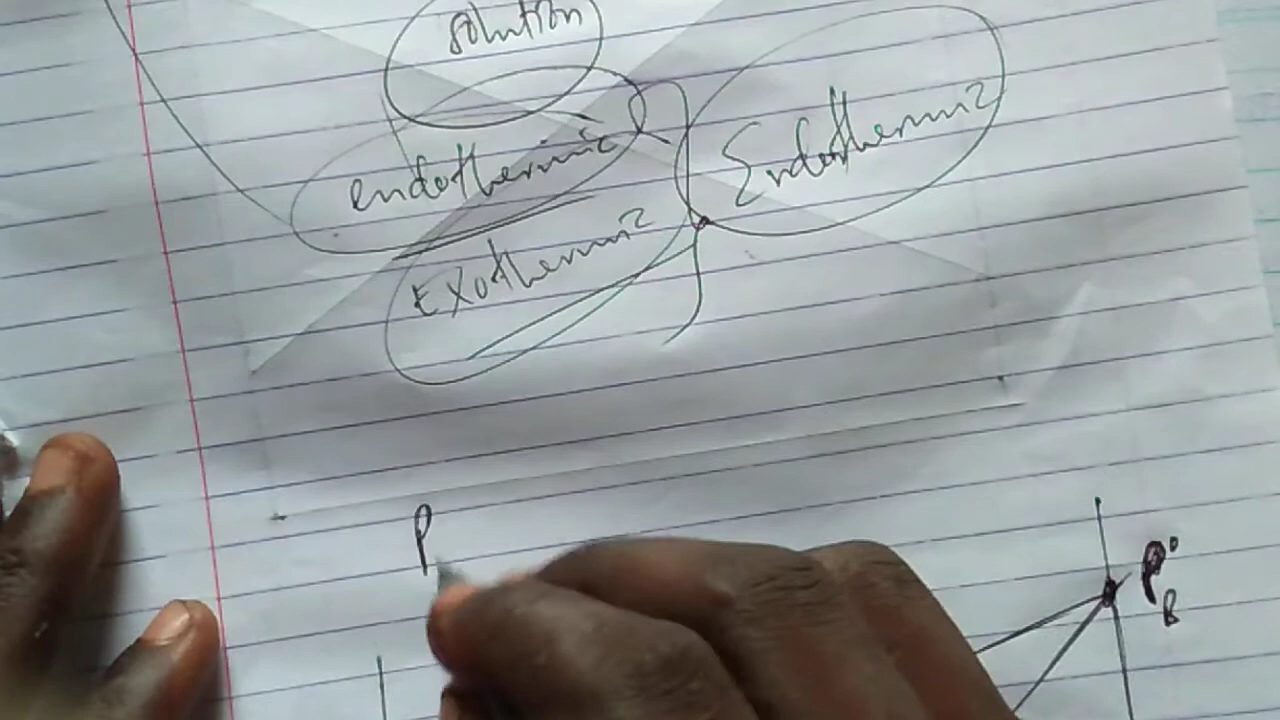 solution
endothermic
Endothermic
Exothermic
P
P°
B